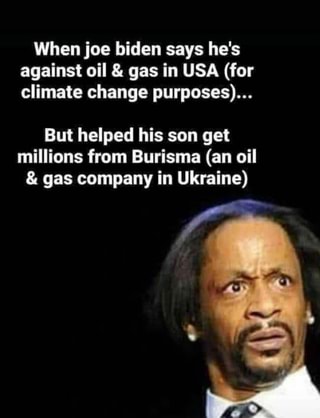 When joe biden says he's
against oil & gas in USA (for
climate change purposes)...
But helped his son get
millions from Burisma (an oil
& gas company in Ukraine)